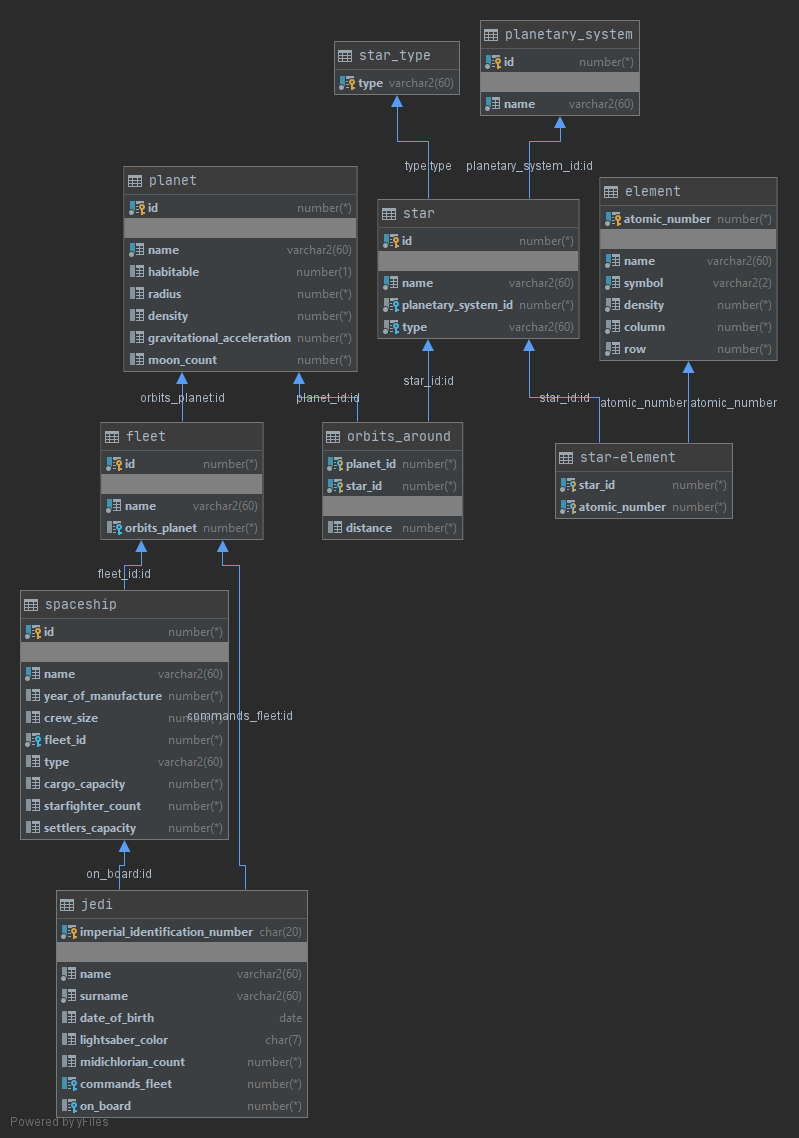 star_type
type varchar2(60)
planetary_system
id number(*)
name varchar2(60)
type:type
planetary_system_id:id
planet
id number(*)
name varchar2(60)
habitable number(1)
radius number(*)
density number(*)
gravitational_acceleration number(*)
moon_count number(*)
star
id number(*)
name varchar2(60)
planetary_system_id number(*)
type varchar2(60)
element
atomic_number number(*)
name varchar2(60)
symbol varchar2(2)
density number(*)
column number(*)
row number(*)
orbits_planet:id
planet_id:id
star_id:id
star_id:id
atomic_number:atomic_number
fleet
id number(*)
name varchar2(60)
orbits_planet number(*)
orbits_around
planet_id number(*)
star_id number(*)
distance number(*)
star-element
star_id number(*)
atomic_number number(*)
fleet_id:id
spaceship
id number(*)
name varchar2(60)
year_of_manufacture number(*)
crew_size number(*)
fleet_id number(*)
type varchar2(60)
cargo_capacity number(*)
starfighter_count number(*)
settlers_capacity number(*)
commands_fleet:id
on_board:id
jedi
imperial_identification_number char(20)
name varchar2(60)
surname varchar2(60)
date_of_birth date
lightsaber_color char(7)
midichlorian_count number(*)
commands_fleet number(*)
on_board number(*)
Powered by yFiles